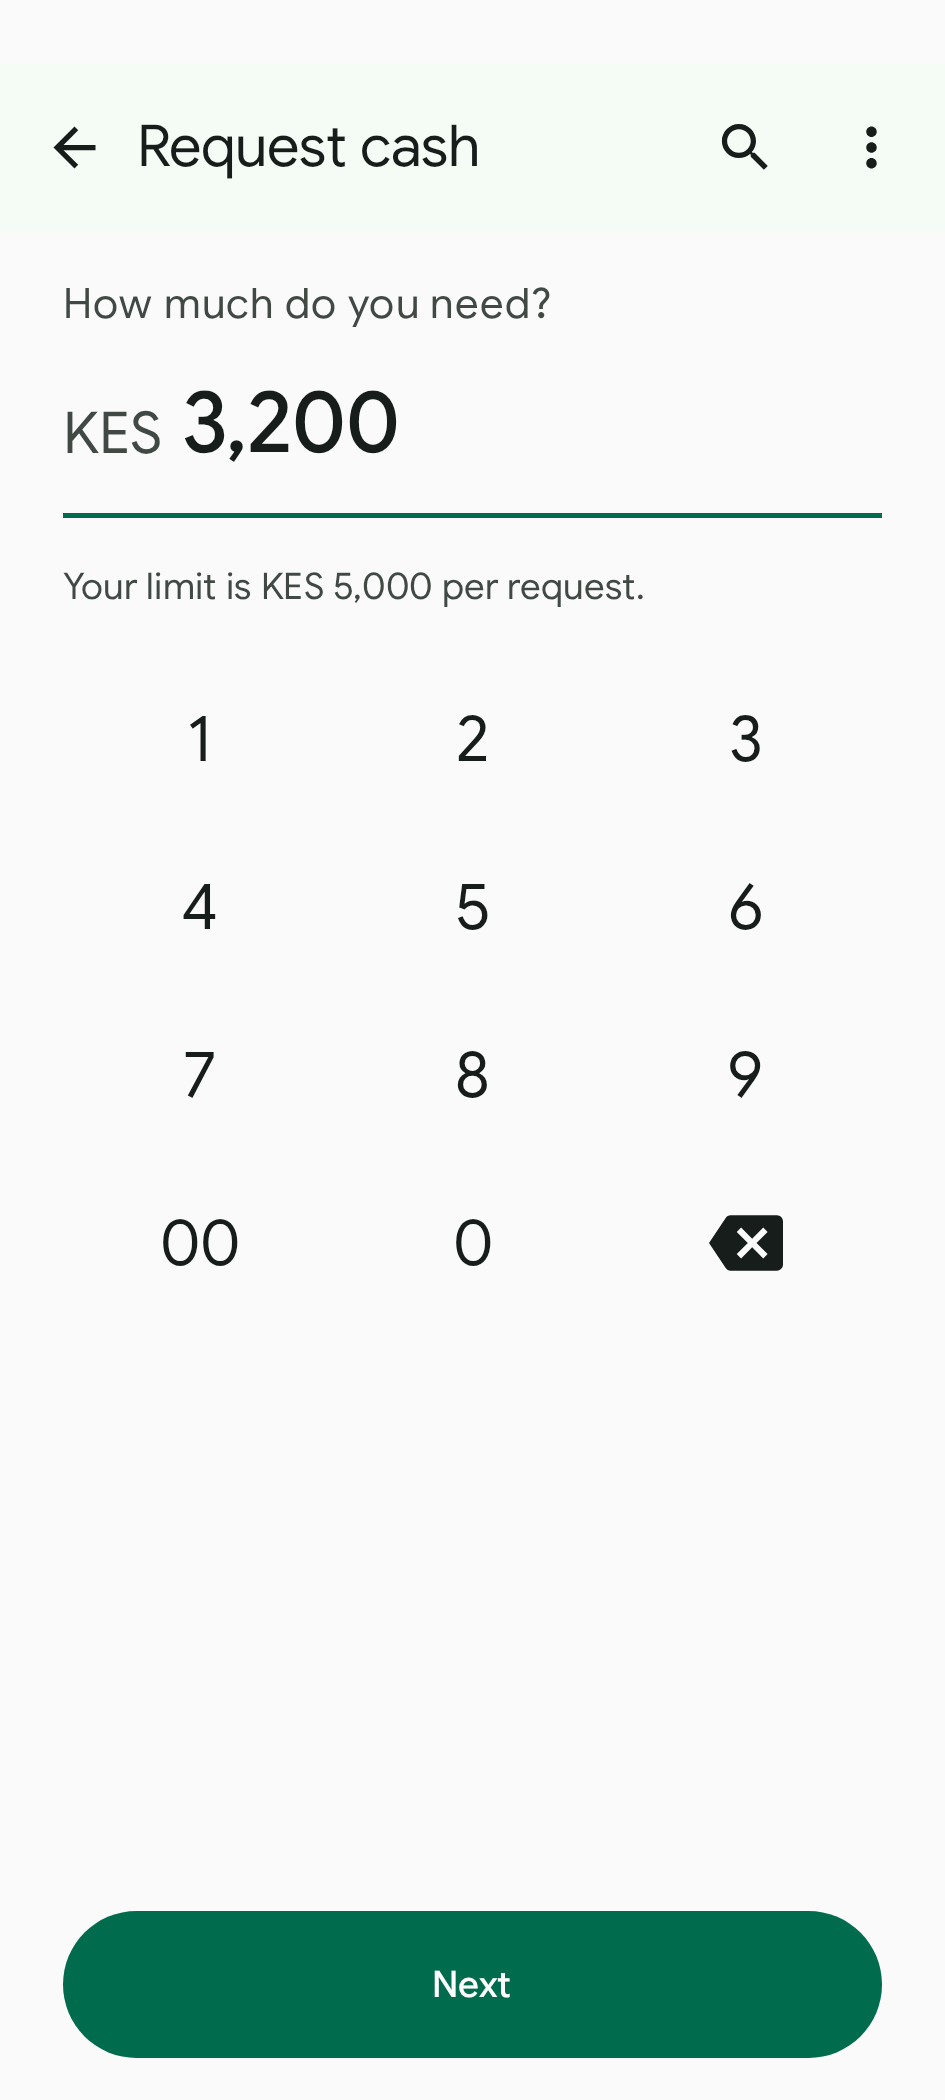 Request cash
How much do you need?
KES 3,200
Your limit is KES 5,000 per request.
1 2 3
4 5 6
7 8 9
00 0
Next